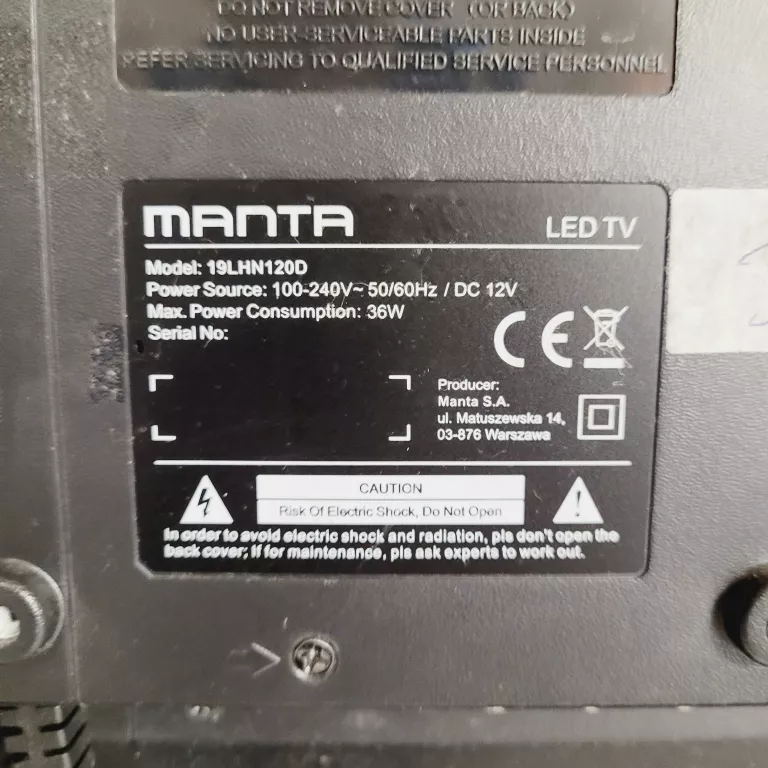 DO NOT REMOVE COVER (OR BACK)
NO USER-SERVICEABLE PARTS INSIDE
REFER SERVICING TO QUALIFIED SERVICE PERSONNEL
MANTA
LED TV
Model: 19LHN120D
Power Source: 100-240V~ 50/60Hz / DC 12V
Max. Power Consumption: 36W
Serial No:
CE
Producer:
Manta S.A.
ul. Matuszewska 14,
03-876 Warszawa
CAUTION
Risk Of Electric Shock, Do Not Open
In order to avoid electric shock and radiation, pls don't open the
back cover; If for maintenance, pls ask experts to work out.